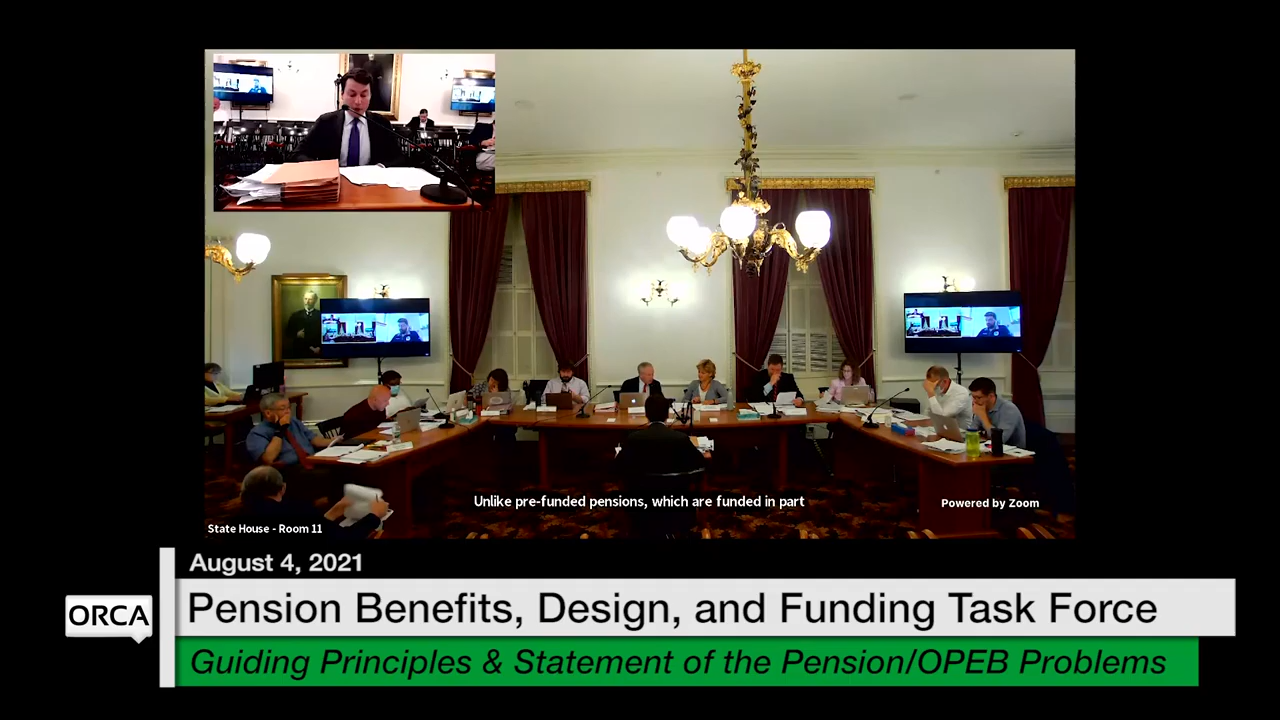 Unlike pre-funded pensions, which are funded in part
Powered by Zoom
State House - Room 11
August 4, 2021
ORCA
Pension Benefits, Design, and Funding Task Force
Guiding Principles & Statement of the Pension/OPEB Problems